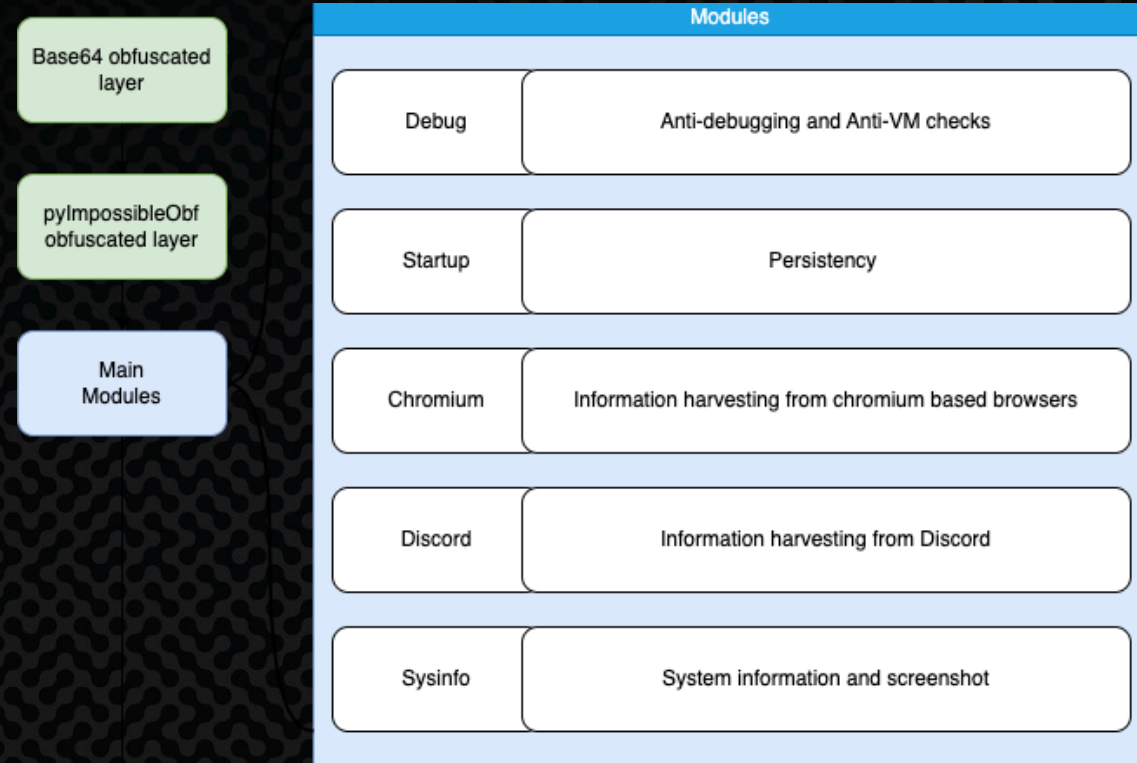 Base64 obfuscated
layer
pyImpossibleObf
obfuscated layer
Main
Modules
Modules
Debug
Anti-debugging and Anti-VM checks
Startup
Persistency
Chromium
Information harvesting from chromium based browsers
Discord
Information harvesting from Discord
Sysinfo
System information and screenshot